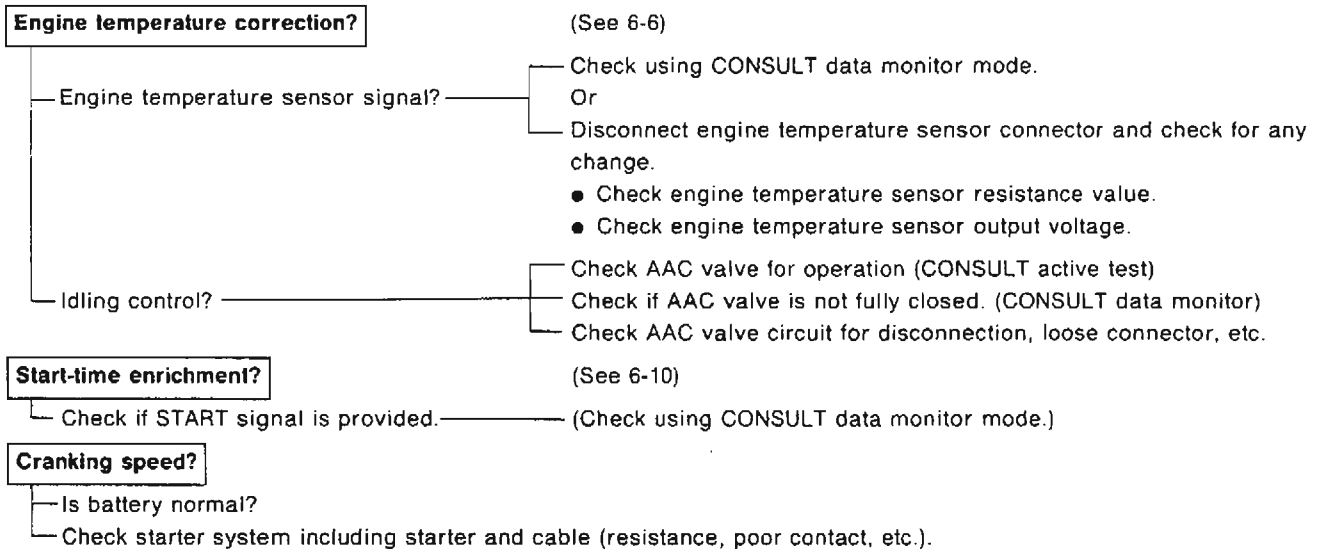 Engine temperature correction? (See 6-6)
Check using CONSULT data monitor mode.
Engine temperature sensor signal? Or
Disconnect engine temperature sensor connector and check for any
change.
● Check engine temperature sensor resistance value.
● Check engine temperature sensor output voltage.
Check AAC valve for operation (CONSULT active test)
Idling control? Check if AAC valve is not fully closed. (CONSULT data monitor)
Check AAC valve circuit for disconnection, loose connector, etc.
Start-time enrichment? (See 6-10)
Check if START signal is provided. (Check using CONSULT data monitor mode.)
Cranking speed?
Is battery normal?
Check starter system including starter and cable (resistance, poor contact, etc.).